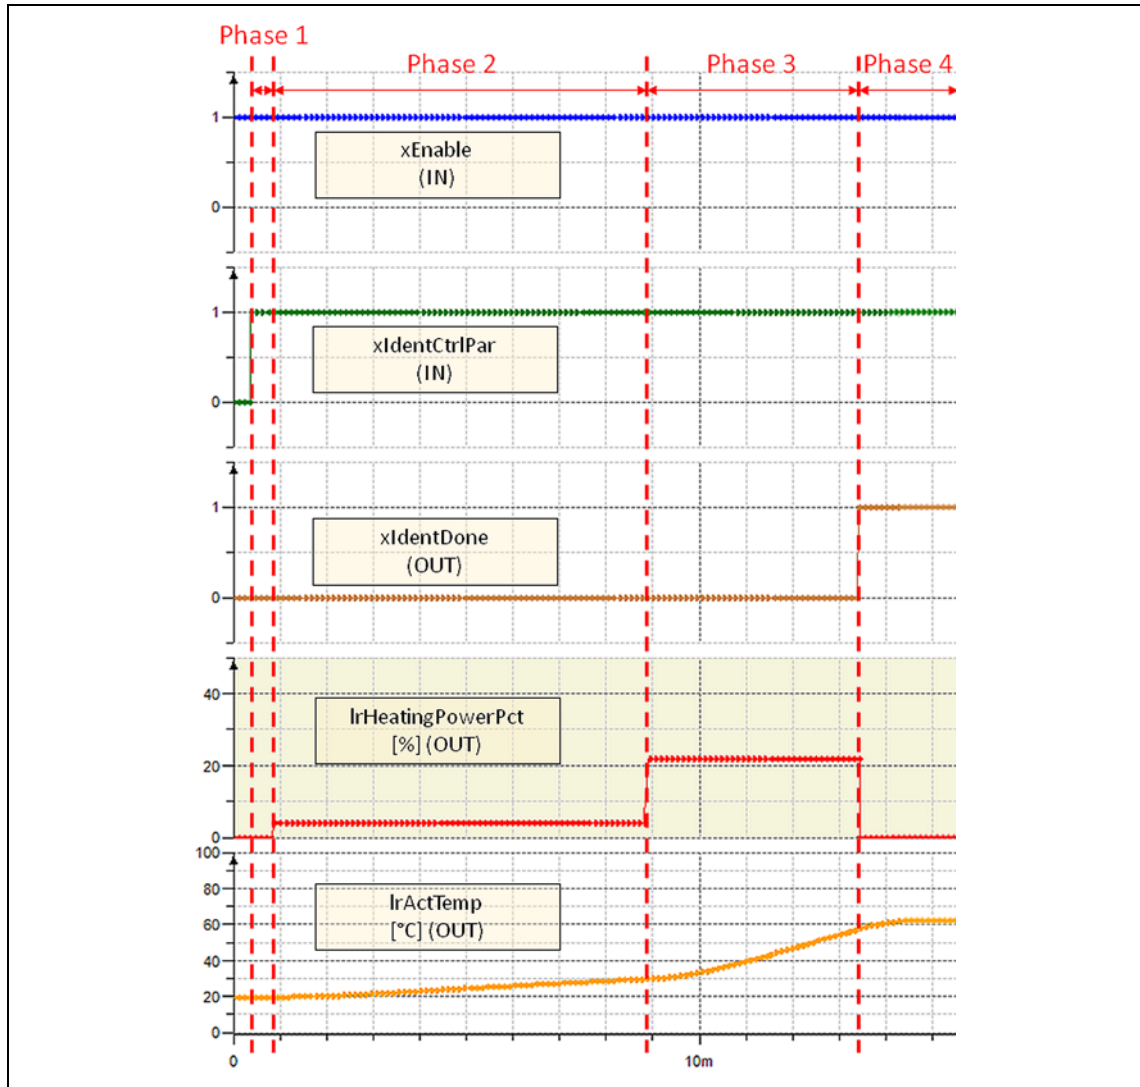 Phase 1
Phase 2
Phase 3
Phase 4
1
xEnable
(IN)
0
1
xIdentCtrlPar
(IN)
0
1
xIdentDone
(OUT)
0
40
lrHeatingPowerPct
[%] (OUT)
20
0
100
80
lrActTemp
[°C] (OUT)
60
40
20
0
0
10m